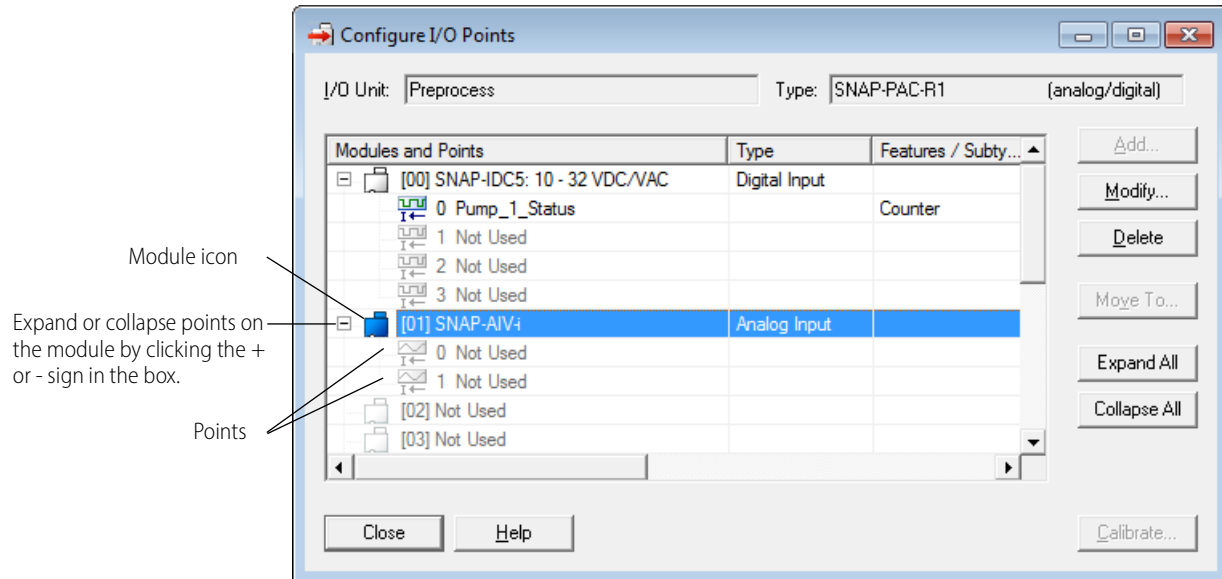 Configure I/O Points
I/O Unit: Preprocess Type: SNAP-PAC-R1 (analog/digital)
Modules and Points Type Features / Subty...
Add...
[00] SNAP-IDC5: 10 - 32 VDC/VAC Digital Input
Modify...
0 Pump_1_Status Counter
1 Not Used
Delete
2 Not Used
3 Not Used
Move To...
Module icon
[01] SNAP-AIV-i Analog Input
Expand or collapse points on
the module by clicking the +
or - sign in the box.
0 Not Used
Expand All
1 Not Used
[02] Not Used
Collapse All
Points
[03] Not Used
Close Help Calibrate...